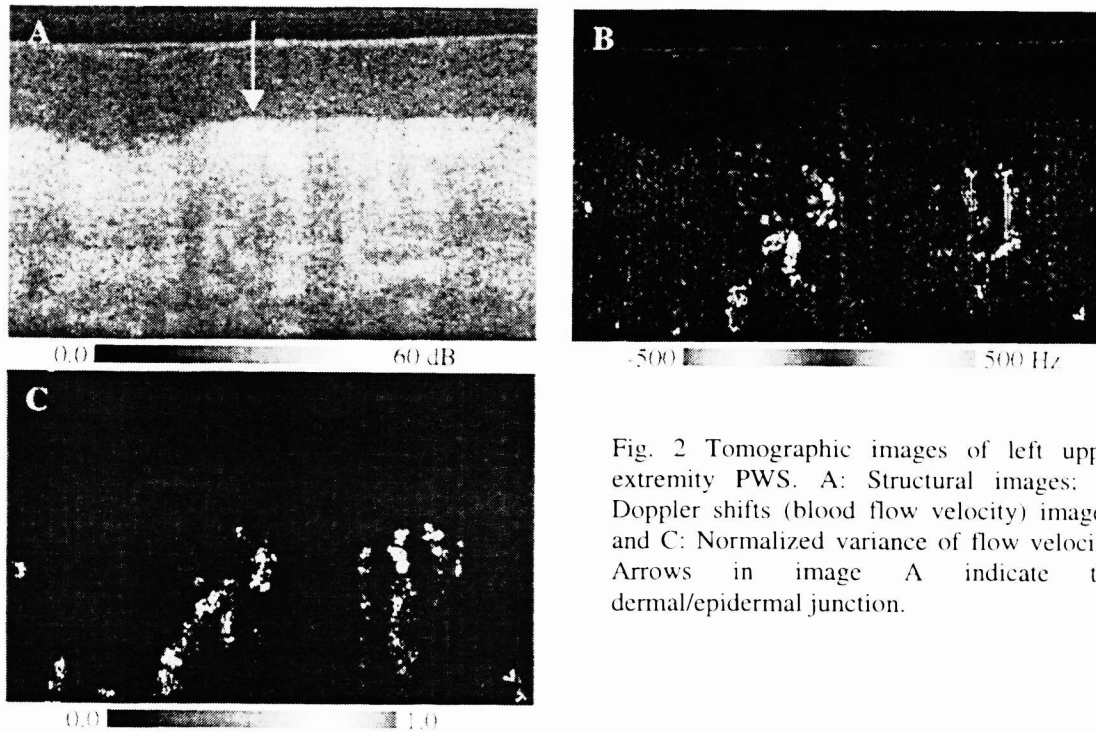 A
B
0.0 60 dB
-500 500 Hz
C
0.0 1.0
Fig. 2 Tomographic images of left upp
extremity PWS. A: Structural images:
Doppler shifts (blood flow velocity) image
and C: Normalized variance of flow veloci
Arrows in image A indicate t
dermal/epidermal junction.